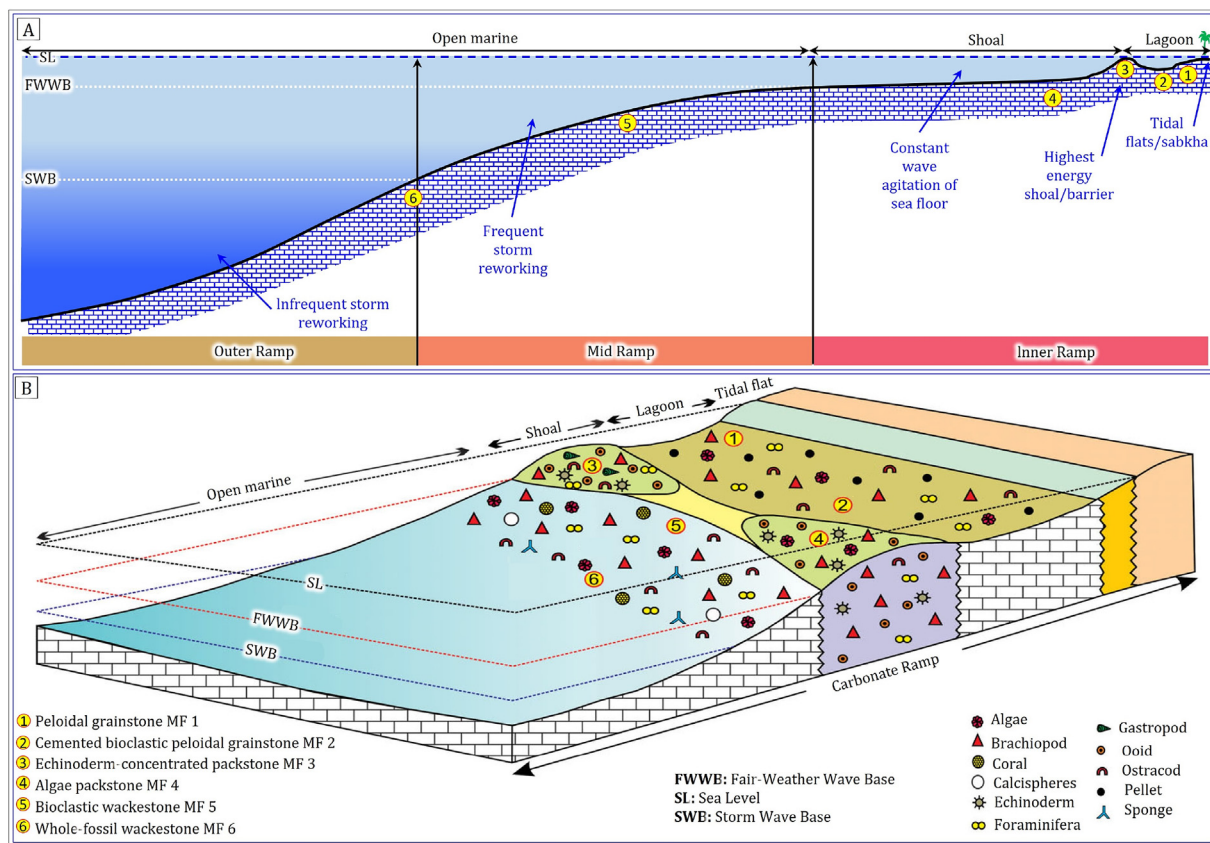 A
Open marine
Shoal
Lagoon
SL
FWWB
SWB
3
1
2
4
5
6
Constant
wave
agitation of
sea floor
Highest
energy
shoal/barrier
Tidal
flats/sabkha
Frequent
storm
reworking
Infrequent storm
reworking
Outer Ramp
Mid Ramp
Inner Ramp
B
Open marine
Shoal
Lagoon
Tidal flat
1
3
2
5
4
6
SL
FWWB
SWB
Carbonate Ramp
1 Peloidal grainstone MF 1
2 Cemented bioclastic peloidal grainstone MF 2
3 Echinoderm-concentrated packstone MF 3
4 Algae packstone MF 4
5 Bioclastic wackestone MF 5
6 Whole-fossil wackestone MF 6
FWWB: Fair-Weather Wave Base
SL: Sea Level
SWB: Storm Wave Base
Algae
Brachiopod
Coral
Calcispheres
Echinoderm
Foraminifera
Gastropod
Ooid
Ostracod
Pellet
Sponge